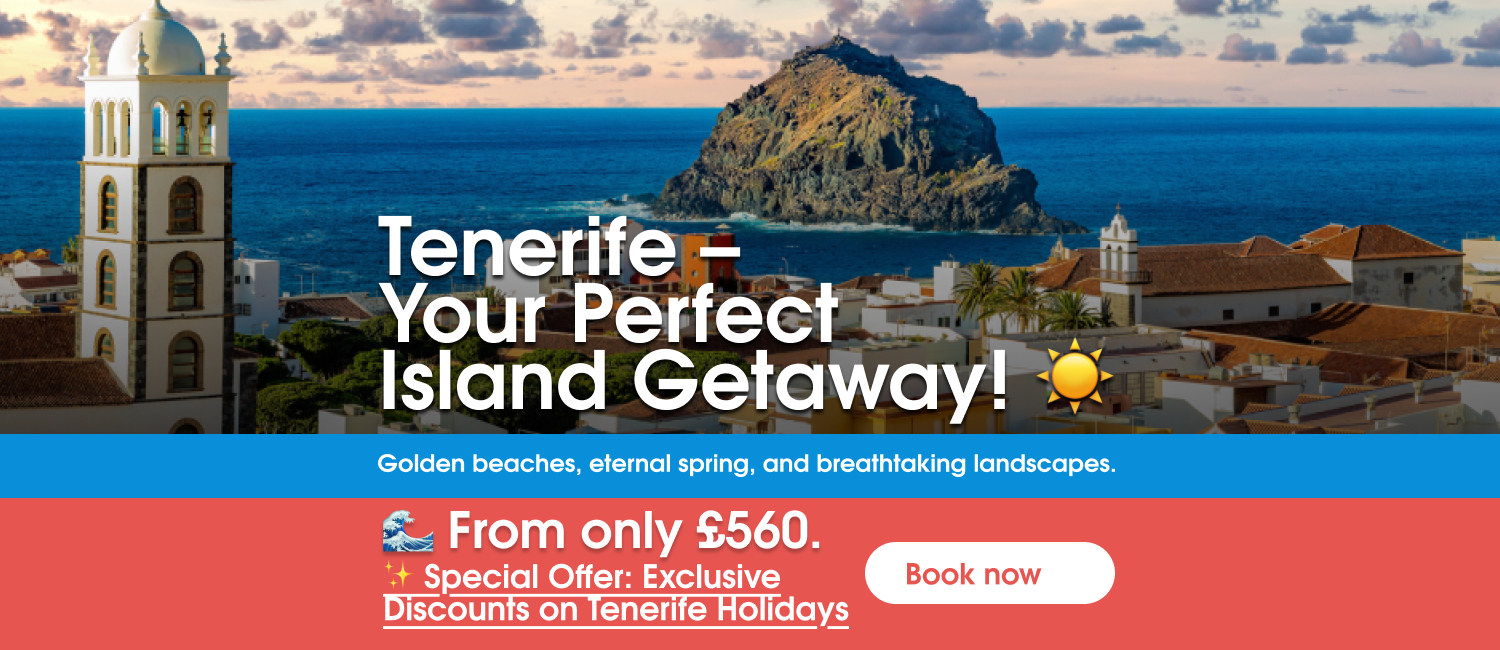 Tenerife –
Your Perfect
Island Getaway! ☀️
Golden beaches, eternal spring, and breathtaking landscapes.
🌊 From only £560.
✨ Special Offer: Exclusive
Discounts on Tenerife Holidays
Book now